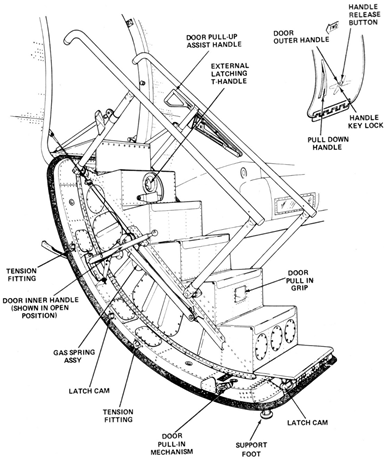 DOOR PULL-UP
ASSIST HANDLE
EXTERNAL
LATCHING
T-HANDLE
HANDLE
RELEASE
BUTTON
DOOR
OUTER HANDLE
HANDLE
KEY LOCK
PULL DOWN
HANDLE
TENSION
FITTING
DOOR INNER HANDLE
(SHOWN IN OPEN
POSITION)
DOOR
PULL IN
GRIP
GAS SPRING
ASSY
LATCH CAM
TENSION
FITTING
DOOR
PULL-IN
MECHANISM
SUPPORT
FOOT
LATCH CAM